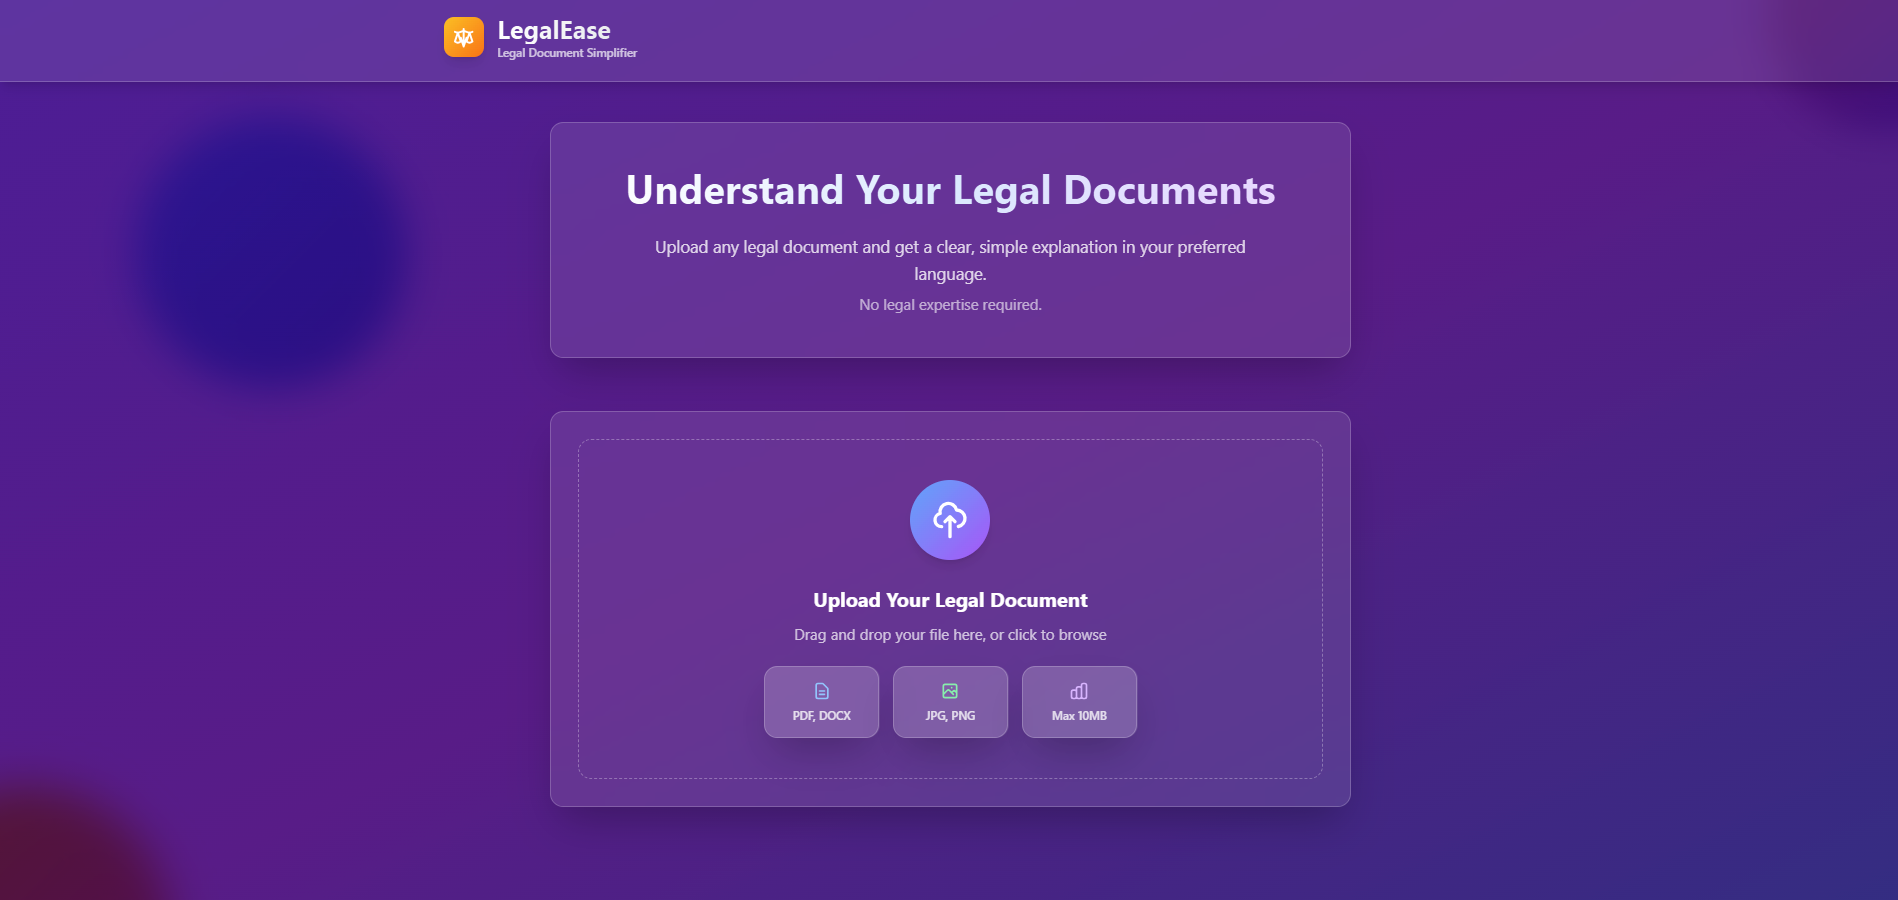 LegalEase
Legal Document Simplifier
Understand Your Legal Documents
Upload any legal document and get a clear, simple explanation in your preferred
language.
No legal expertise required.
Upload Your Legal Document
Drag and drop your file here, or click to browse
PDF, DOCX
JPG, PNG
Max 10MB